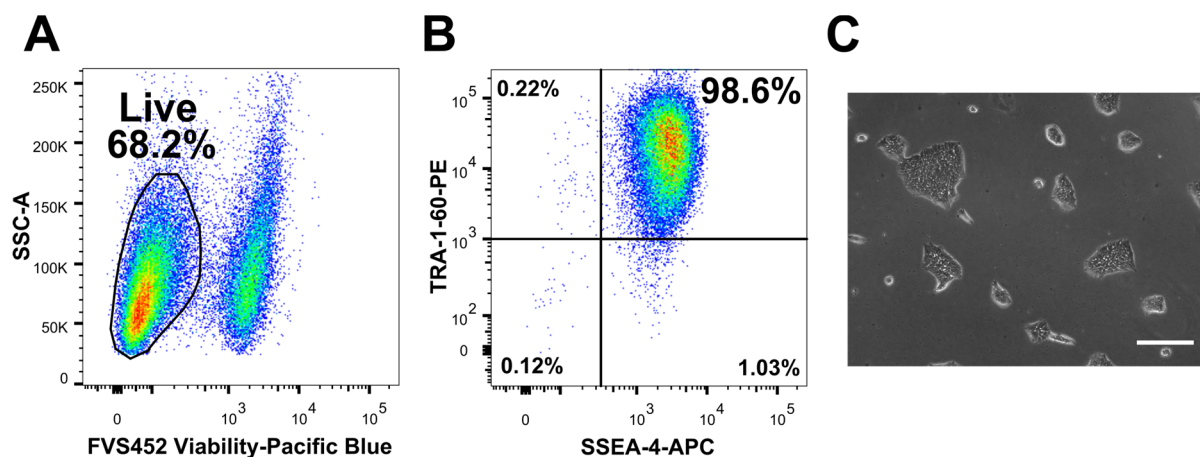 A
B
C
250K
200K
150K
100K
50K
0
SSC-A
Live
68.2%
0
10³
10⁴
10⁵
FVS452 Viability-Pacific Blue
10⁵
10⁴
10³
10²
0
TRA-1-60-PE
0.22%
98.6%
0.12%
1.03%
0
10³
10⁴
10⁵
SSEA-4-APC